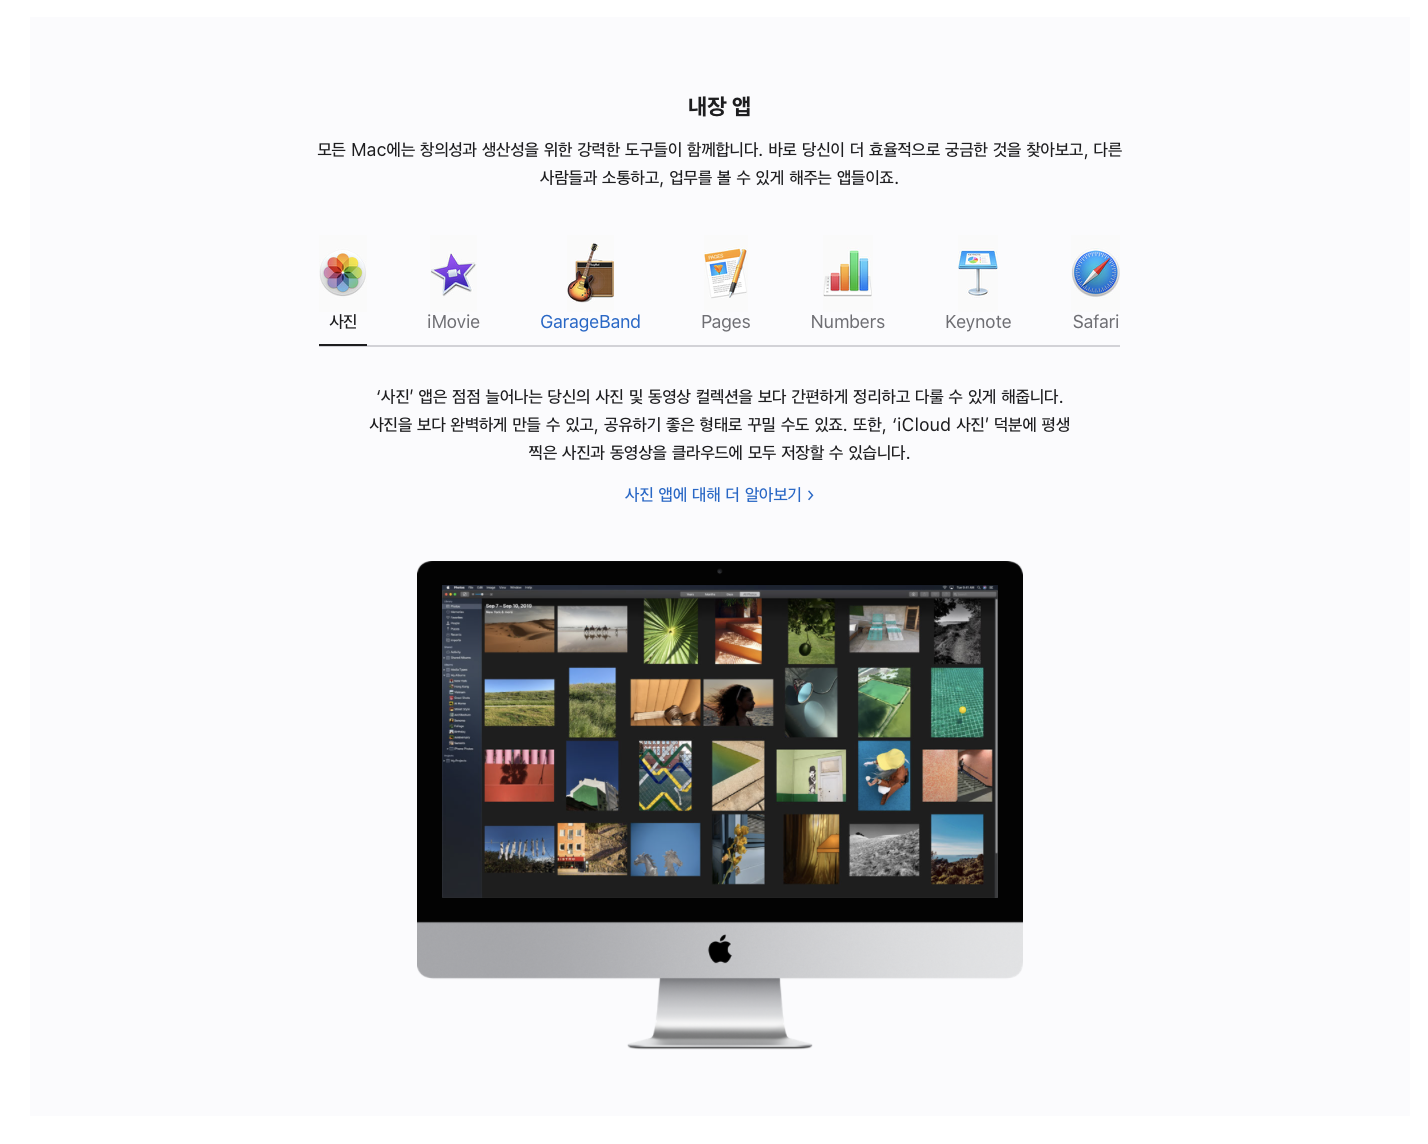 내장 앱
모든 Mac에는 창의성과 생산성을 위한 강력한 도구들이 함께합니다. 바로 당신이 더 효율적으로 궁금한 것을 찾아보고, 다른
사람들과 소통하고, 업무를 볼 수 있게 해주는 앱들이죠.
사진
iMovie
GarageBand
PAGES
Pages
Numbers
Keynote
Safari
‘사진’ 앱은 점점 늘어나는 당신의 사진 및 동영상 컬렉션을 보다 간편하게 정리하고 다룰 수 있게 해줍니다.
사진을 보다 완벽하게 만들 수 있고, 공유하기 좋은 형태로 꾸밀 수도 있죠. 또한, ‘iCloud 사진’ 덕분에 평생
찍은 사진과 동영상을 클라우드에 모두 저장할 수 있습니다.
사진 앱에 대해 더 알아보기 >
Sep 7 – Sep 10, 2019